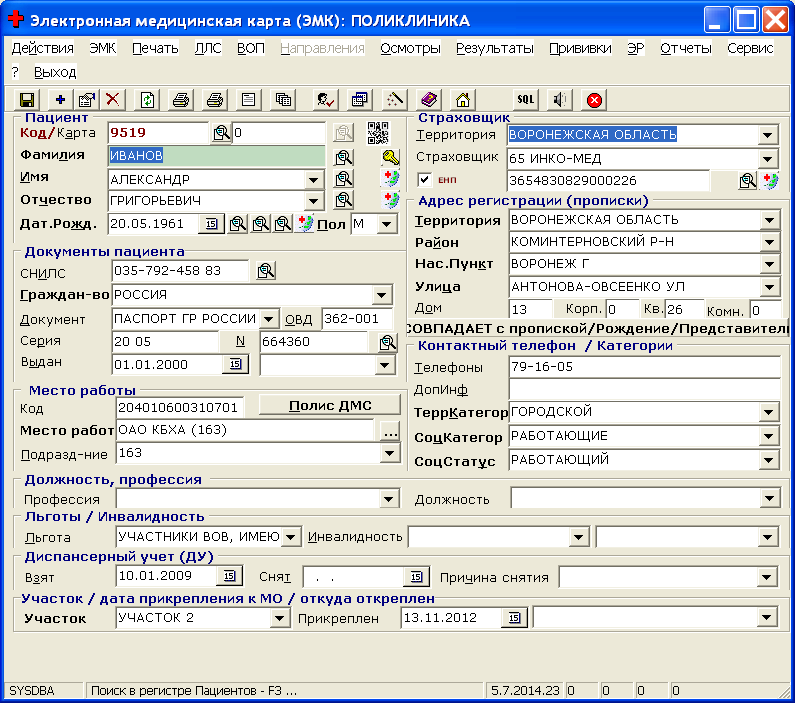 Электронная медицинская карта (ЭМК): ПОЛИКЛИНИКА
Действия ЭМК Печать ЛЛС ВОП Направления Осмотры Результаты Прививки ЭР Отчеты Сервис
? Выход
SQL
Пациент
Код/Карта 9519 0
Фамилия ИВАНОВ
Имя АЛЕКСАНДР
Отчество ГРИГОРЬЕВИЧ
Дат.Рожд. 20.05.1961 15 Пол М
Страховщик
Территория ВОРОНЕЖСКАЯ ОБЛАСТЬ
Страховщик 65 ИНКО-МЕД
ЕНП 3654830829000226
Адрес регистрации (прописки)
Территория ВОРОНЕЖСКАЯ ОБЛАСТЬ
Район КОМИНТЕРНОВСКИЙ Р-Н
Нас.Пункт ВОРОНЕЖ Г
Улица АНТОНОВА-ОВСЕЕНКО УЛ
Дом 13 Корп. 0 Кв. 26 Комн. 0
СОВПАДАЕТ с пропиской/Рождение/Представитель
Документы пациента
СНИЛС 035-792-458 83
Граждан-во РОССИЯ
Документ ПАСПОРТ ГР РОССИИ ОВД 362-001
Серия 20 05 N 664360
Выдан 01.01.2000 15
Контактный телефон / Категории
Телефоны 79-16-05
ДопИнф
ТеррКатегор ГОРОДСКОЙ
СоцКатегор РАБОТАЮЩИЕ
СоцСтатус РАБОТАЮЩИЙ
Место работы
Код 204010600310701 Полис ДМС
Место работ ОАО КБХА (163) ...
Подразд-ние 163
Должность, профессия
Профессия Должность
Льготы / Инвалидность
Льгота УЧАСТНИКИ ВОВ, ИМЕЮ Инвалидность
Диспансерный учет (ДУ)
Взят 10.01.2009 15 Снят . . 15 Причина снятия
Участок / дата прикрепления к МО / откуда откреплен
Участок УЧАСТОК 2 Прикреплен 13.11.2012 15
SYSDBA Поиск в регистре Пациентов - F3 ... 5.7.2014.23 0 0 0 0